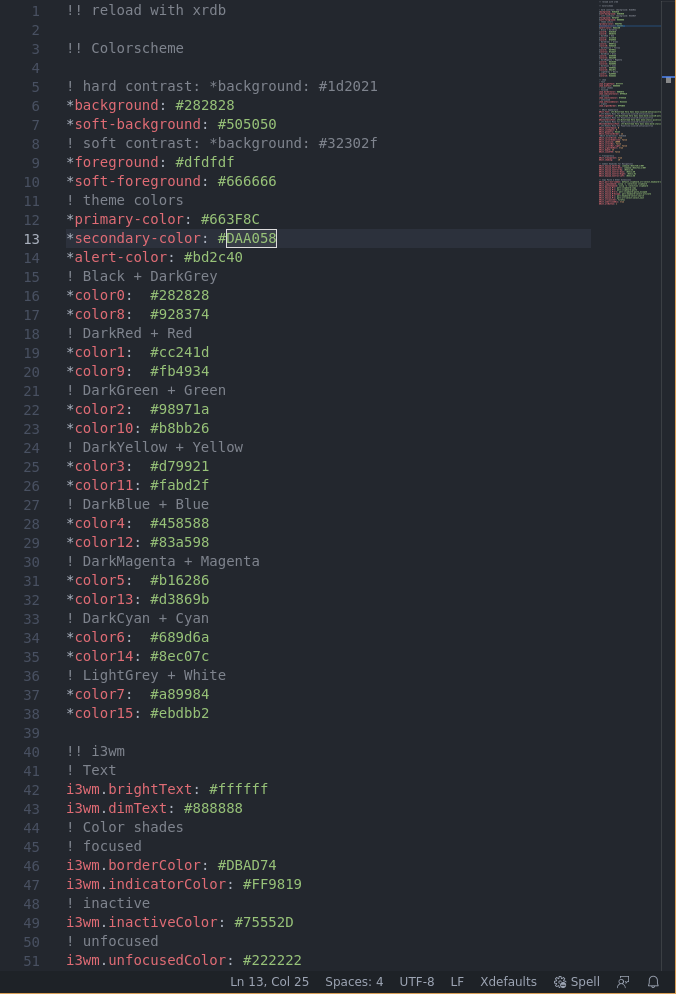 1 !! reload with xrdb
2
3 !! Colorscheme
4
5 ! hard contrast: *background: #1d2021
6 *background: #282828
7 *soft-background: #505050
8 ! soft contrast: *background: #32302f
9 *foreground: #dfdfdf
10 *soft-foreground: #666666
11 ! theme colors
12 *primary-color: #663F8C
13 *secondary-color: #DAA058
14 *alert-color: #bd2c40
15 ! Black + DarkGrey
16 *color0:  #282828
17 *color8:  #928374
18 ! DarkRed + Red
19 *color1:  #cc241d
20 *color9:  #fb4934
21 ! DarkGreen + Green
22 *color2:  #98971a
23 *color10: #b8bb26
24 ! DarkYellow + Yellow
25 *color3:  #d79921
26 *color11: #fabd2f
27 ! DarkBlue + Blue
28 *color4:  #458588
29 *color12: #83a598
30 ! DarkMagenta + Magenta
31 *color5:  #b16286
32 *color13: #d3869b
33 ! DarkCyan + Cyan
34 *color6:  #689d6a
35 *color14: #8ec07c
36 ! LightGrey + White
37 *color7:  #a89984
38 *color15: #ebdbb2
39
40 !! i3wm
41 ! Text
42 i3wm.brightText: #ffffff
43 i3wm.dimText: #888888
44 ! Color shades
45 ! focused
46 i3wm.borderColor: #DBAD74
47 i3wm.indicatorColor: #FF9819
48 ! inactive
49 i3wm.inactiveColor: #75552D
50 ! unfocused
51 i3wm.unfocusedColor: #222222
Ln 13, Col 25 Spaces: 4 UTF-8 LF Xdefaults Spell